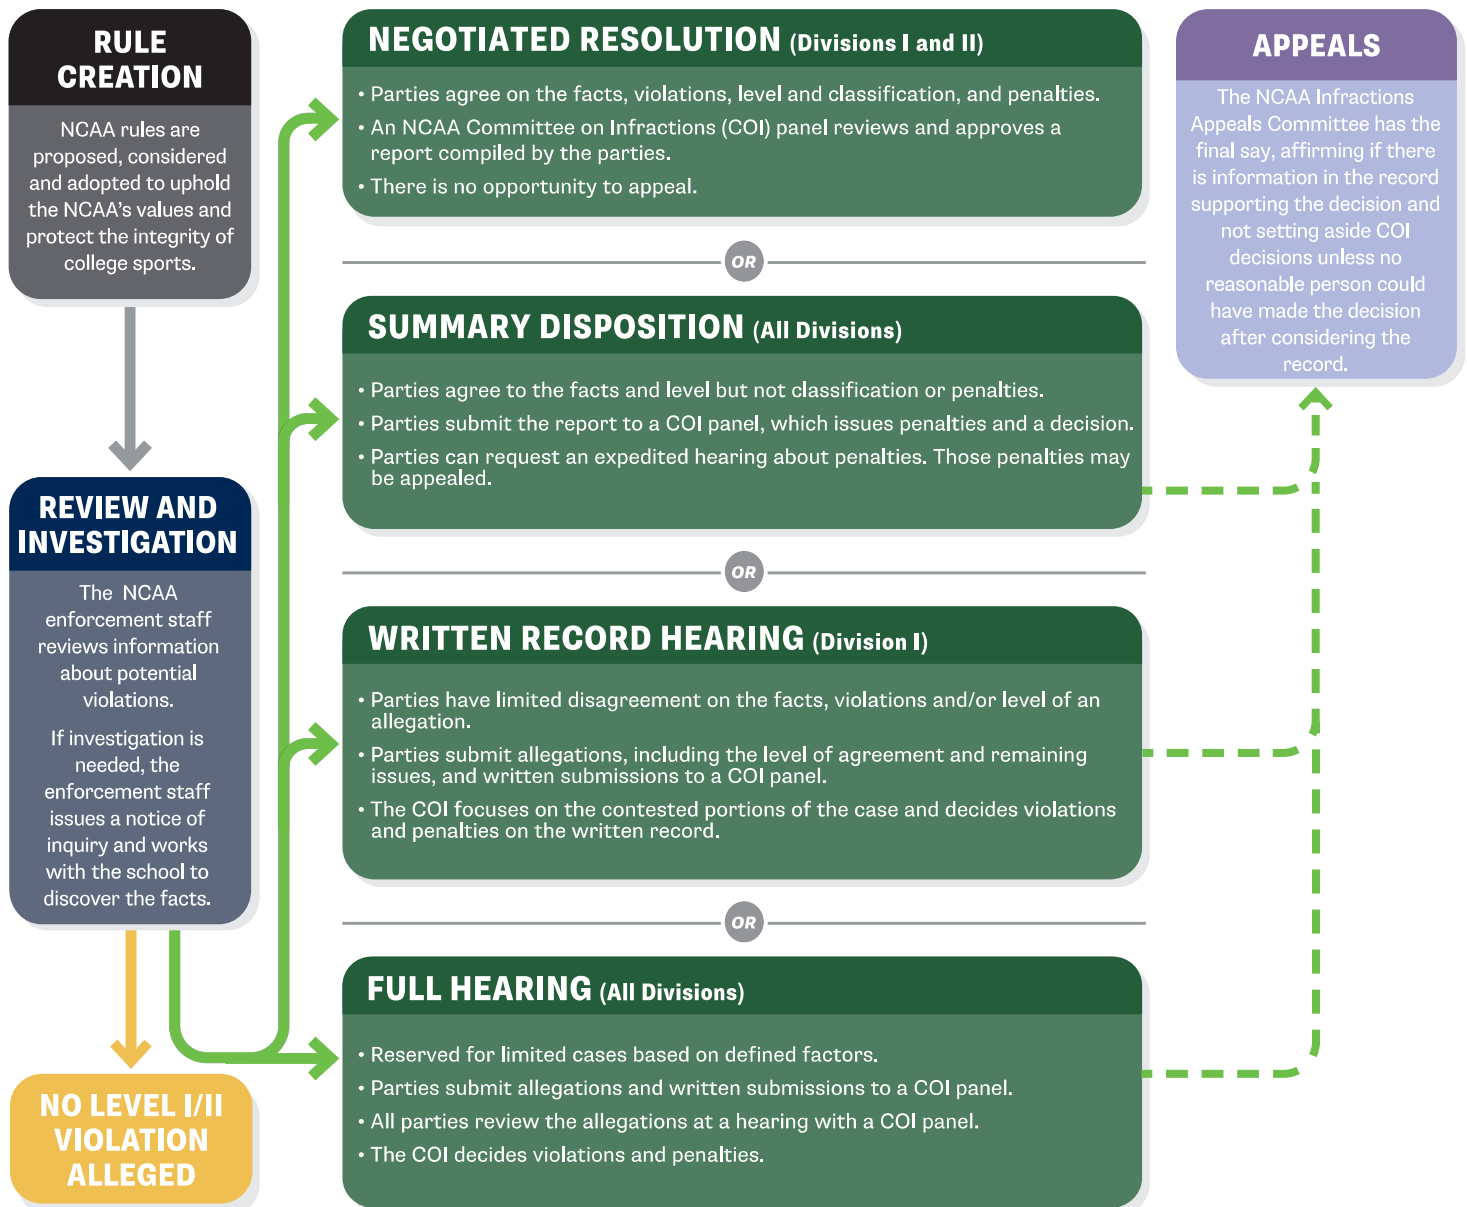 RULE
CREATION
NCAA rules are
proposed, considered
and adopted to uphold
the NCAA's values and
protect the integrity of
college sports.
REVIEW AND
INVESTIGATION
The NCAA
enforcement staff
reviews information
about potential
violations.
If investigation is
needed, the
enforcement staff
issues a notice of
inquiry and works
with the school to
discover the facts.
NO LEVEL I/II
VIOLATION
ALLEGED
NEGOTIATED RESOLUTION (Divisions I and II)
• Parties agree on the facts, violations, level and classification, and penalties.
• An NCAA Committee on Infractions (COI) panel reviews and approves a
report compiled by the parties.
• There is no opportunity to appeal.
OR
SUMMARY DISPOSITION (All Divisions)
• Parties agree to the facts and level but not classification or penalties.
• Parties submit the report to a COI panel, which issues penalties and a decision.
• Parties can request an expedited hearing about penalties. Those penalties may
be appealed.
OR
WRITTEN RECORD HEARING (Division I)
• Parties have limited disagreement on the facts, violations and/or level of an
allegation.
• Parties submit allegations, including the level of agreement and remaining
issues, and written submissions to a COI panel.
• The COI focuses on the contested portions of the case and decides violations
and penalties on the written record.
OR
FULL HEARING (All Divisions)
• Reserved for limited cases based on defined factors.
• Parties submit allegations and written submissions to a COI panel.
• All parties review the allegations at a hearing with a COI panel.
• The COI decides violations and penalties.
APPEALS
The NCAA Infractions
Appeals Committee has the
final say, affirming if there
is information in the record
supporting the decision and
not setting aside COI
decisions unless no
reasonable person could
have made the decision
after considering the
record.